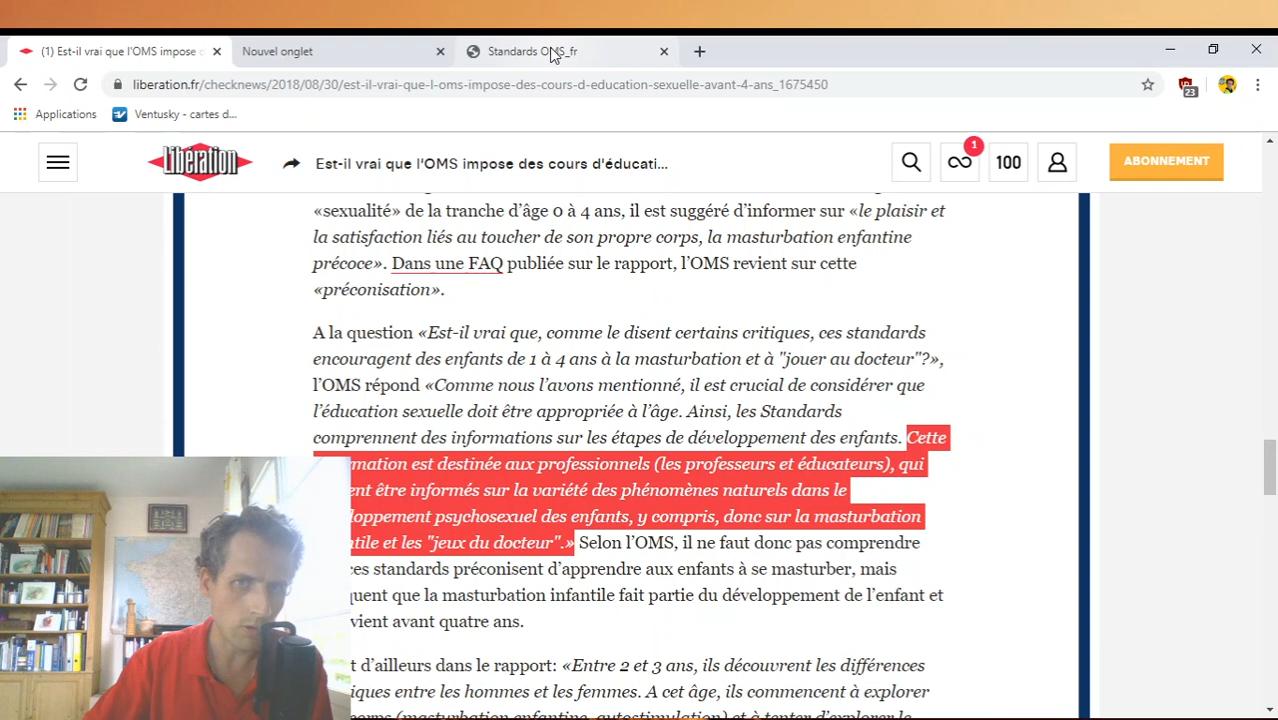 (1) Est-il vrai que l'OMS impose
Nouvel onglet
Standards OMS_fr
liberation.fr/checknews/2018/08/30/est-il-vrai-que-l-oms-impose-des-cours-d-education-sexuelle-avant-4-ans_1675450
23
Applications
Ventusky - cartes d...
Libération
Est-il vrai que l'OMS impose des cours d'éducati...
1
100
ABONNEMENT
«sexualité» de la tranche d'âge 0 à 4 ans, il est suggéré d'informer sur «le plaisir et
la satisfaction liés au toucher de son propre corps, la masturbation enfantine
précoce». Dans une FAQ publiée sur le rapport, l'OMS revient sur cette
«préconisation».
A la question «Est-il vrai que, comme le disent certains critiques, ces standards
encouragent des enfants de 1 à 4 ans à la masturbation et à "jouer au docteur"?»,
l'OMS répond «Comme nous l'avons mentionné, il est crucial de considérer que
l'éducation sexuelle doit être appropriée à l'âge. Ainsi, les Standards
comprennent des informations sur les étapes de développement des enfants. Cette
mation est destinée aux professionnels (les professeurs et éducateurs), qui
ent être informés sur la variété des phénomènes naturels dans le
loppement psychosexuel des enfants, y compris, donc sur la masturbation
ntile et les "jeux du docteur".» Selon l'OMS, il ne faut donc pas comprendre
ces standards préconisent d'apprendre aux enfants à se masturber, mais
quent que la masturbation infantile fait partie du développement de l'enfant et
vient avant quatre ans.
t d'ailleurs dans le rapport: «Entre 2 et 3 ans, ils découvrent les différences
iques entre les hommes et les femmes. A cet âge, ils commencent à explorer
corps (masturbation enfantine, autostimulation) et à tenter d'explorer le